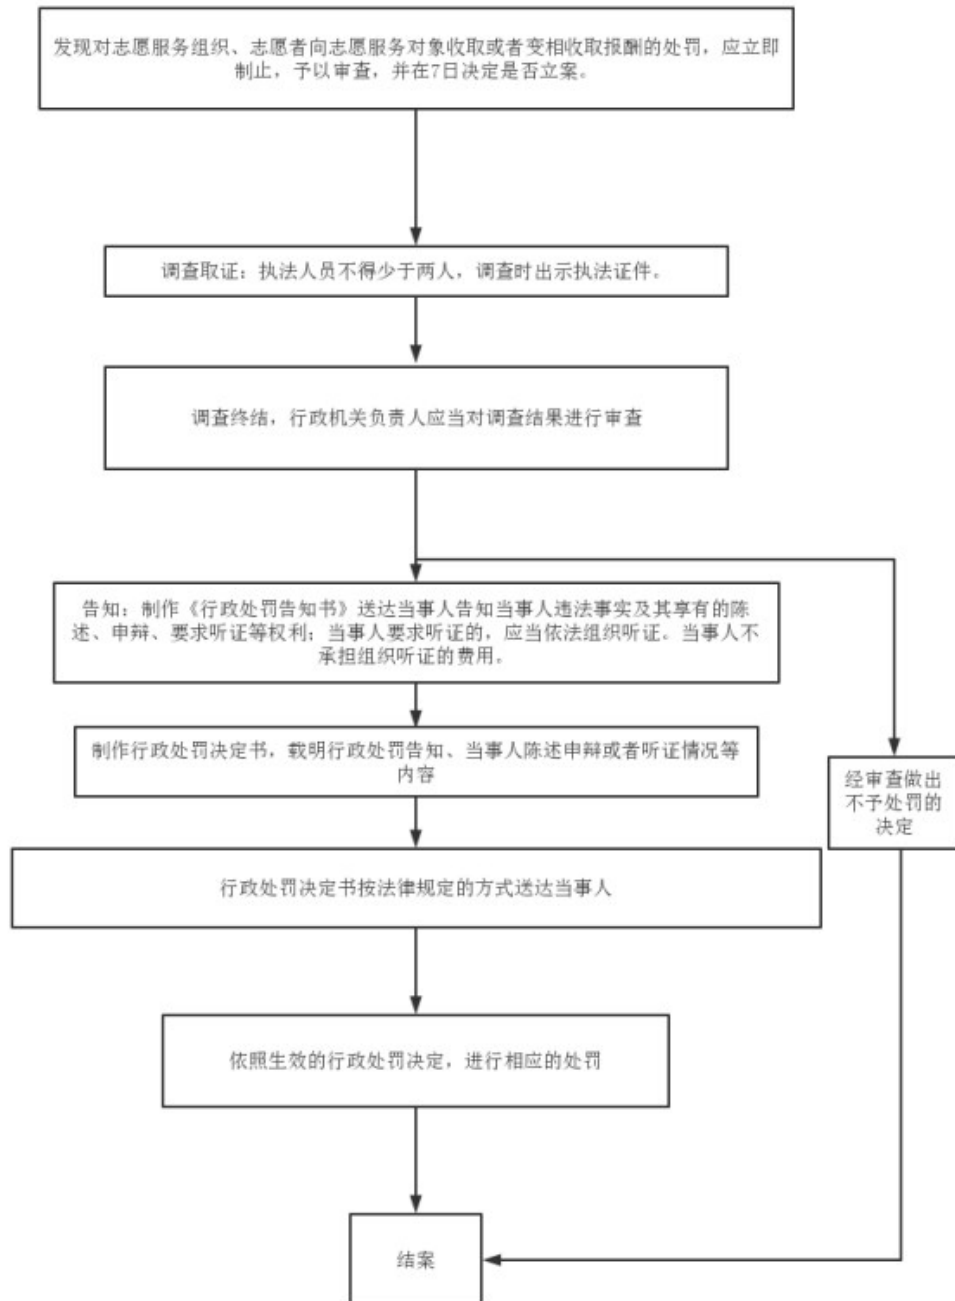 发现对志愿服务组织、志愿者向志愿服务对象收取或者变相收取报酬的处罚，应立即
制止，予以审查，并在7日决定是否立案。
调查取证：执法人员不得少于两人，调查时出示执法证件。
调查终结，行政机关负责人应当对调查结果进行审查
告知：制作《行政处罚告知书》送达当事人告知当事人违法事实及其享有的陈
述、申辩、要求听证等权利；当事人要求听证的，应当依法组织听证。当事人不
承担组织听证的费用。
制作行政处罚决定书，载明行政处罚告知、当事人陈述申辩或者听证情况等
内容
经审查做出
不予处罚的
决定
行政处罚决定书按法律规定的方式送达当事人
依照生效的行政处罚决定，进行相应的处罚
结案